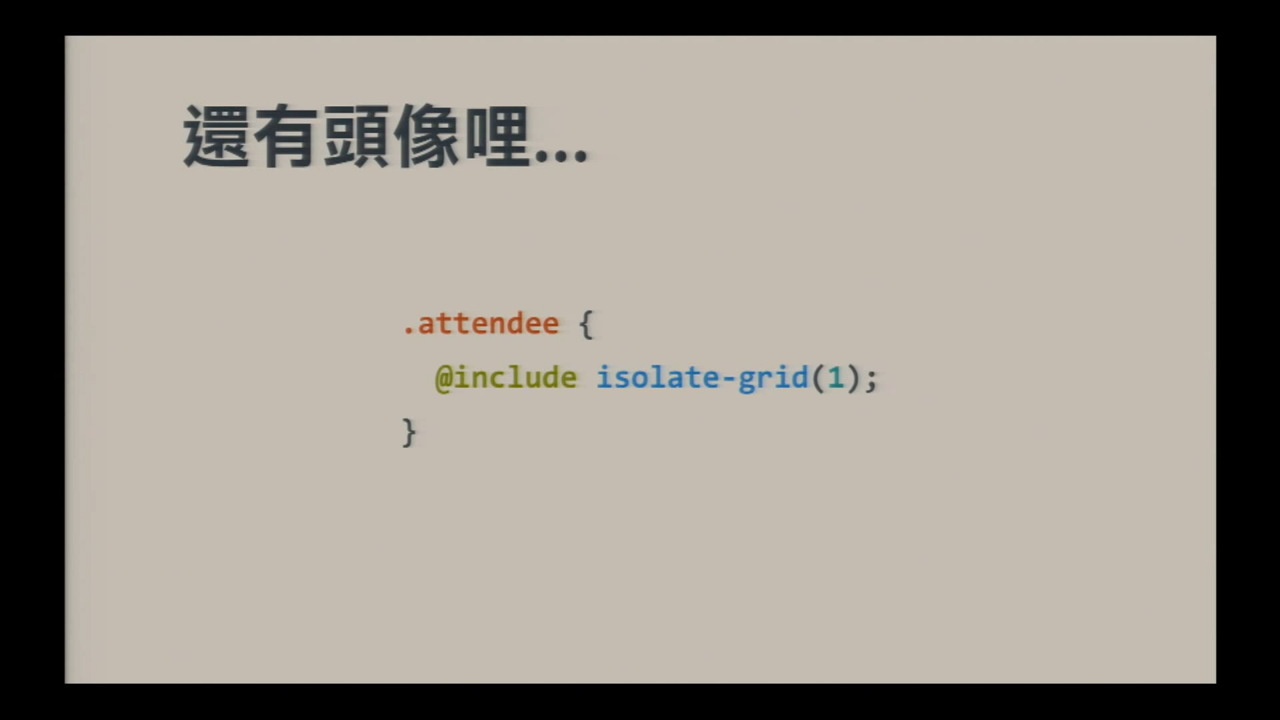 還有頭像哩...
.attendee {
  @include isolate-grid(1);
}